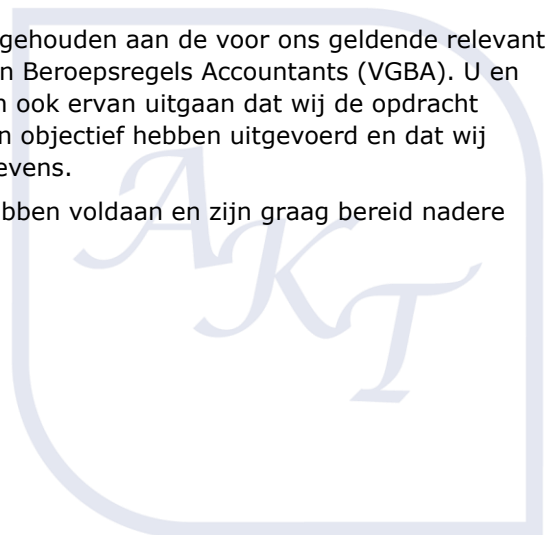 gehouden aan de voor ons geldende relevant
n Beroepsregels Accountants (VGBA). U en
ook ervan uitgaan dat wij de opdracht
n objectief hebben uitgevoerd en dat wij
evens.
bben voldaan en zijn graag bereid nadere
AKT